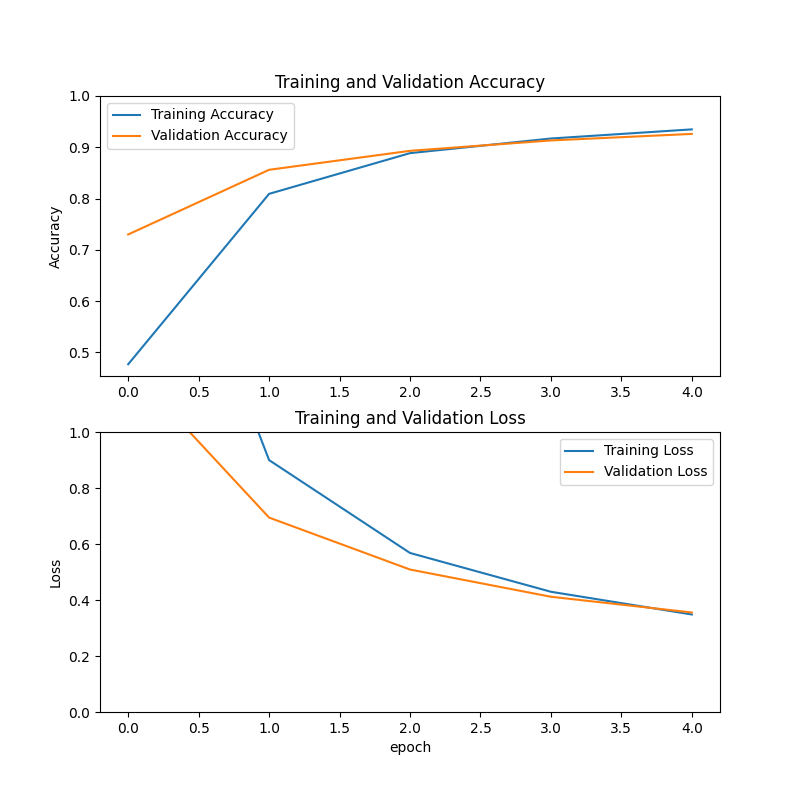 Training and Validation Accuracy
1.0
0.9
0.8
0.7
0.6
0.5
Accuracy
Training Accuracy
Validation Accuracy
0.0 0.5 1.0 1.5 2.0 2.5 3.0 3.5 4.0
Training and Validation Loss
1.0
0.8
0.6
0.4
0.2
0.0
Loss
Training Loss
Validation Loss
0.0 0.5 1.0 1.5 2.0 2.5 3.0 3.5 4.0
epoch